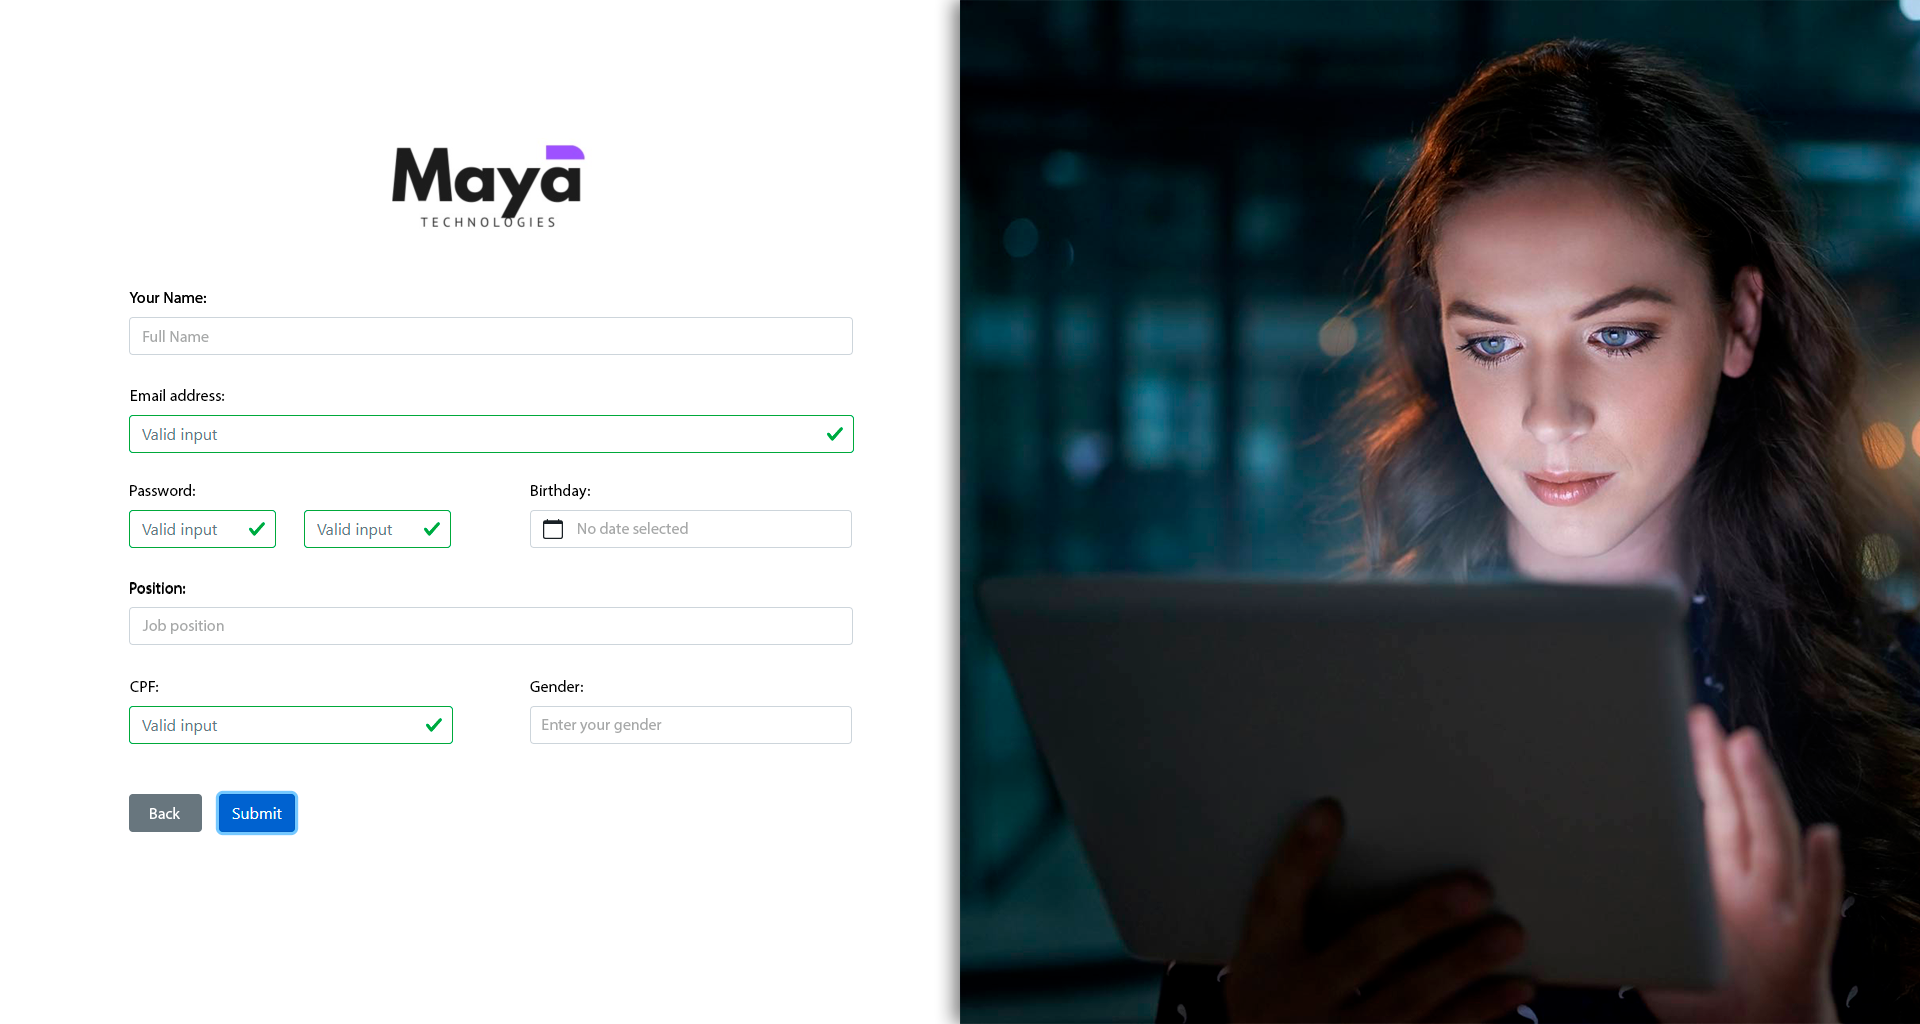 Maya
TECHNOLOGIES
Your Name:
Full Name
Email address:
Valid input
Password:
Birthday:
Valid input
Valid input
No date selected
Position:
Job position
CPF:
Gender:
Valid input
Enter your gender
Back
Submit